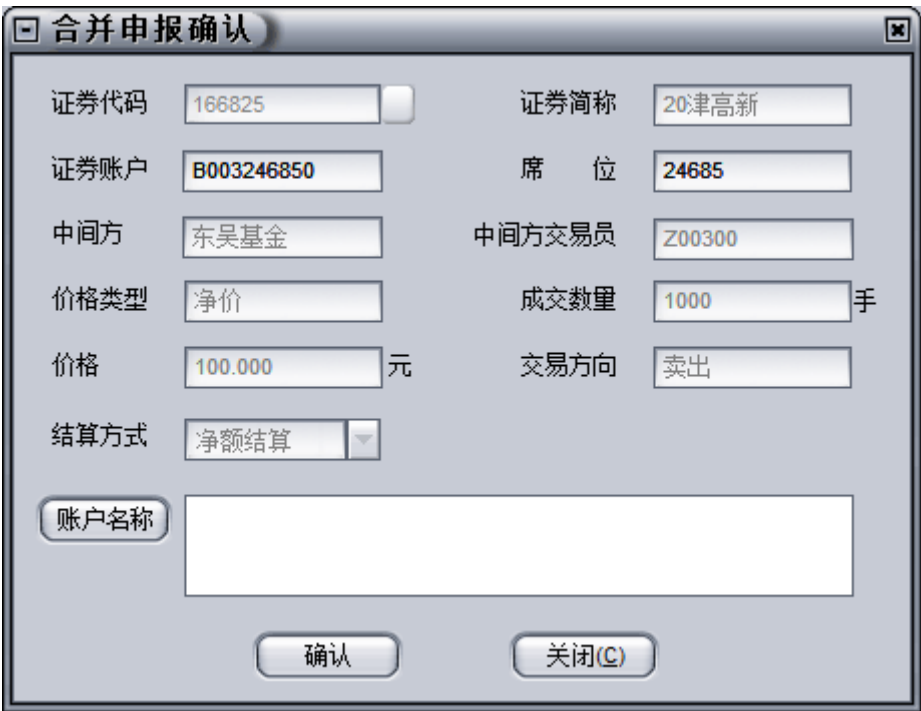 合并申报确认
证券代码 166825 证券简称 20津高新
证券账户 B003246850 席 位 24685
中间方 东吴基金 中间方交易员 Z00300
价格类型 净价 成交数量 1000 手
价格 100.000 元 交易方向 卖出
结算方式 净额结算
账户名称
确认 关闭(C)